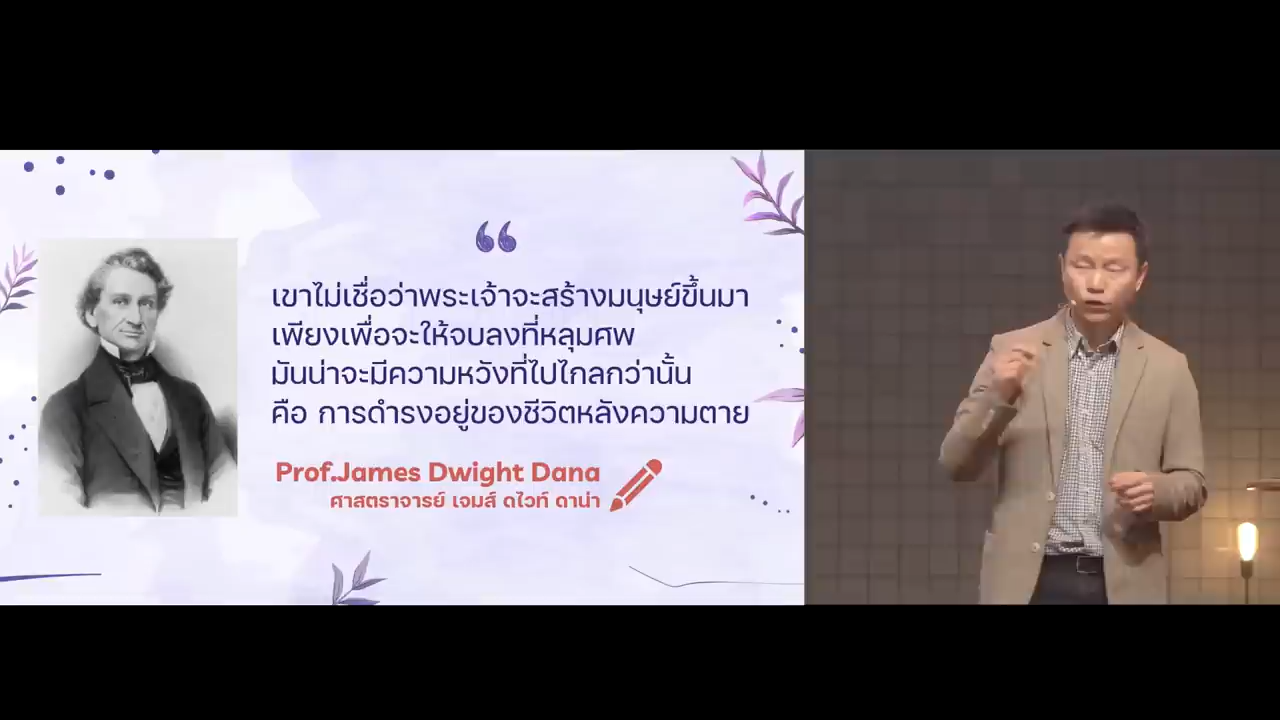 “
เขาไม่เชื่อว่าพระเจ้าจะสร้างมนุษย์ขึ้นมา
เพียงเพื่อจะให้จบลงที่หลุมศพ
มันน่าจะมีความหวังที่ไปไกลกว่านั้น
คือ การดำรงอยู่ของชีวิตหลังความตาย
Prof.James Dwight Dana
ศาสตราจารย์ เจมส์ ดไวท์ ดาน่า